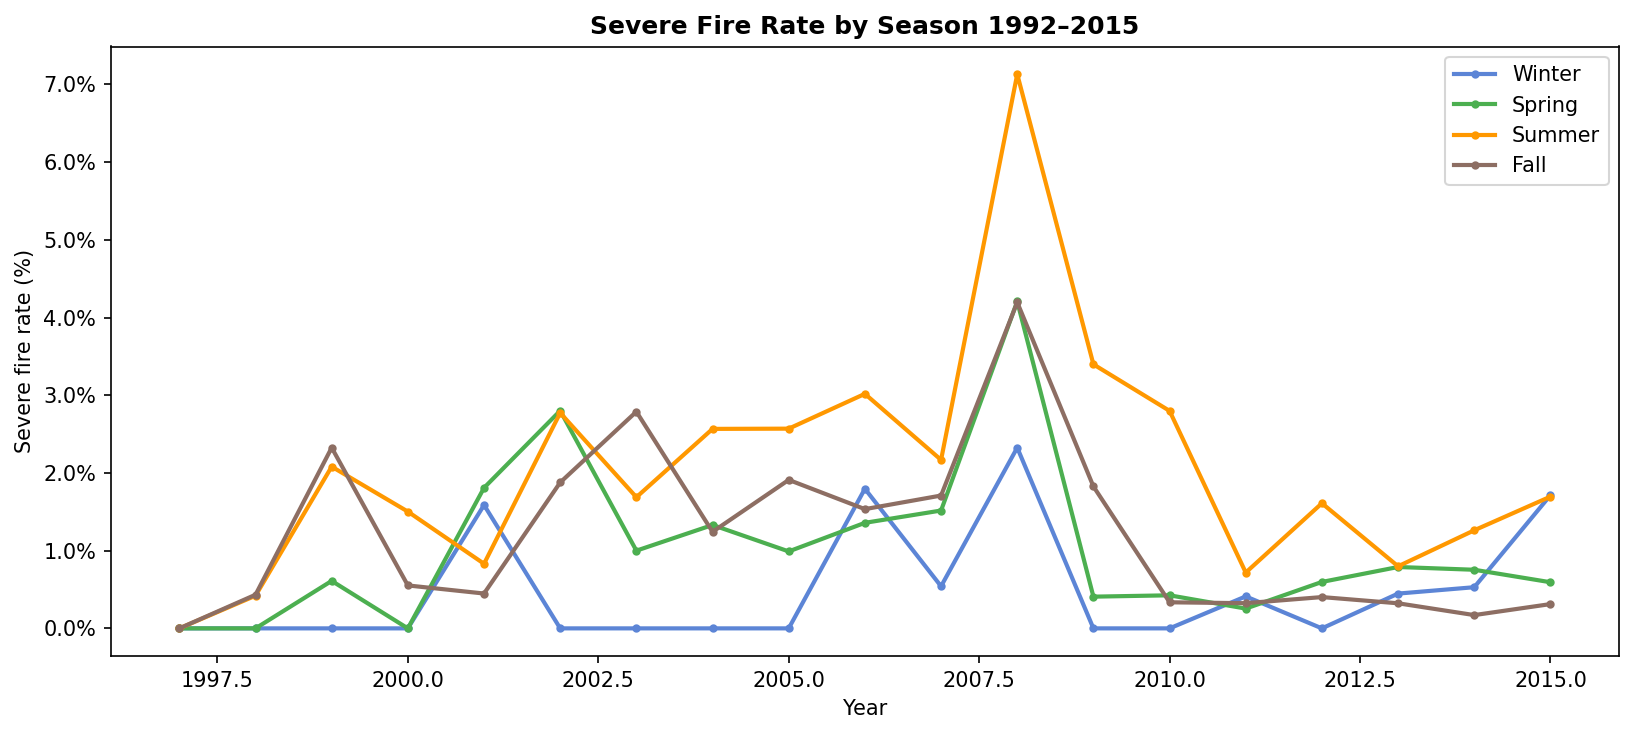 Severe Fire Rate by Season 1992–2015
7.0%
6.0%
5.0%
4.0%
3.0%
2.0%
1.0%
0.0%
Severe fire rate (%)
Winter
Spring
Summer
Fall
1997.5 2000.0 2002.5 2005.0 2007.5 2010.0 2012.5 2015.0
Year